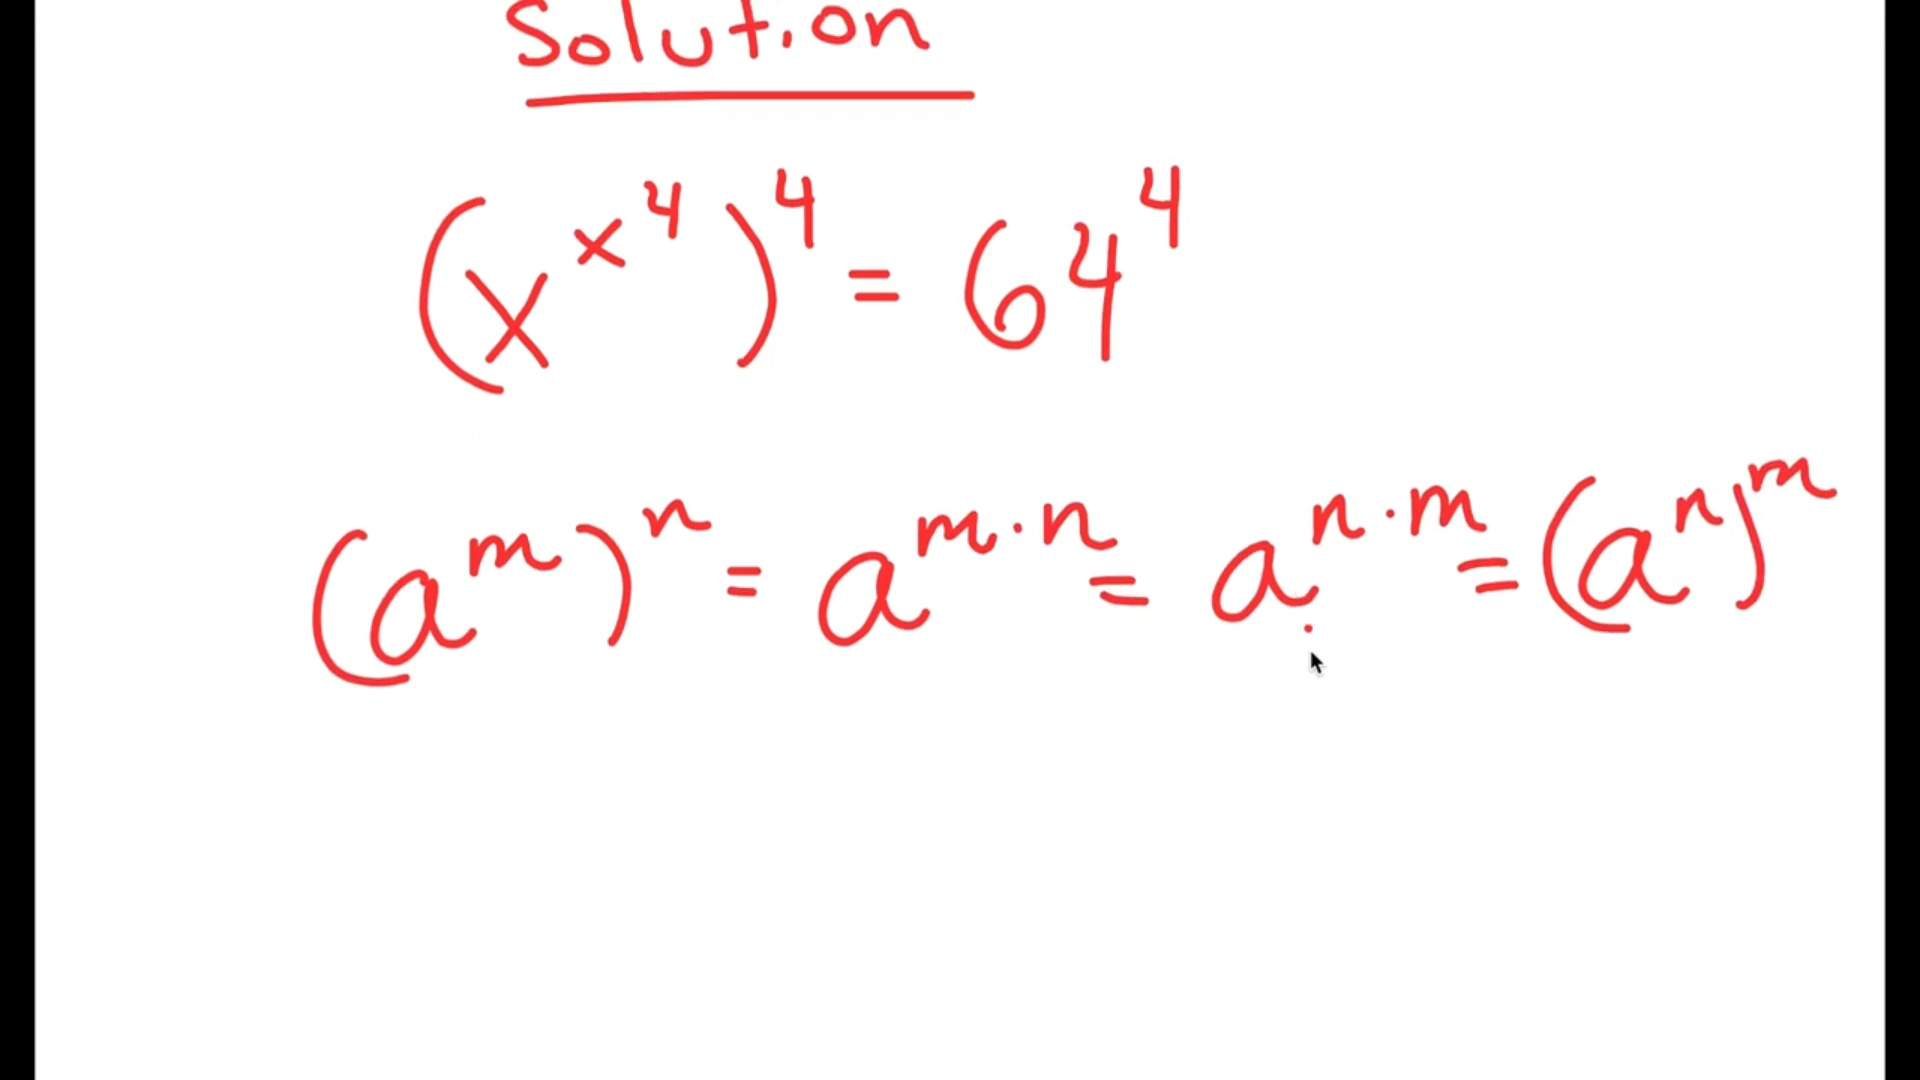 Solution
(x^{x^4})^4 = 64^4
(a^m)^n = a^{m·n} = a^{n·m} = (a^n)^m